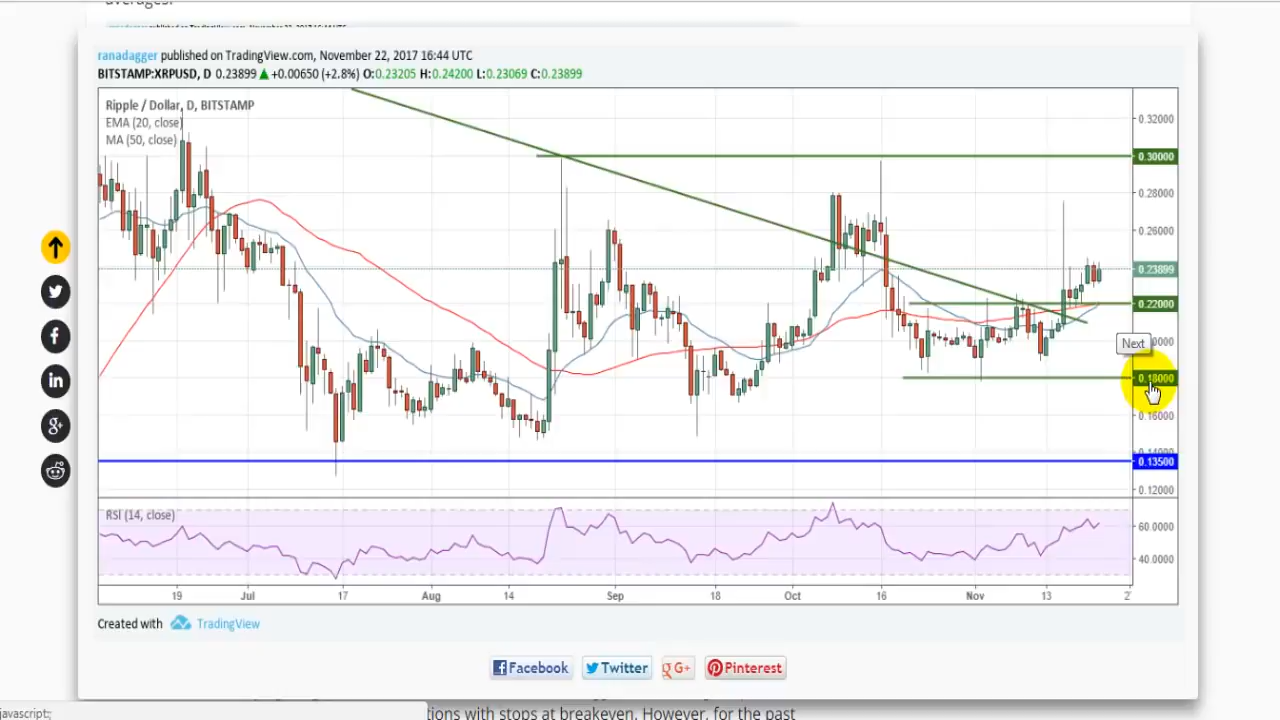 averages.
ranadagger published on TradingView.com, November 22, 2017 16:44 UTC
BITSTAMP:XRPUSD, D 0.23899 ▲ +0.00650 (+2.8%) O:0.23205 H:0.24200 L:0.23069 C:0.23899
Ripple / Dollar, D, BITSTAMP
EMA (20, close)
MA (50, close)
0.32000
0.30000
0.28000
0.26000
0.23899
0.22000
Next
0.18000
0.16000
0.13500
0.12000
RSI (14, close)
60.0000
40.0000
19 Jul 17 Aug 14 Sep 18 Oct 16 Nov 13
Created with TradingView
Facebook Twitter G+ Pinterest
javascript:;
tions with stops at breakeven. However, for the past